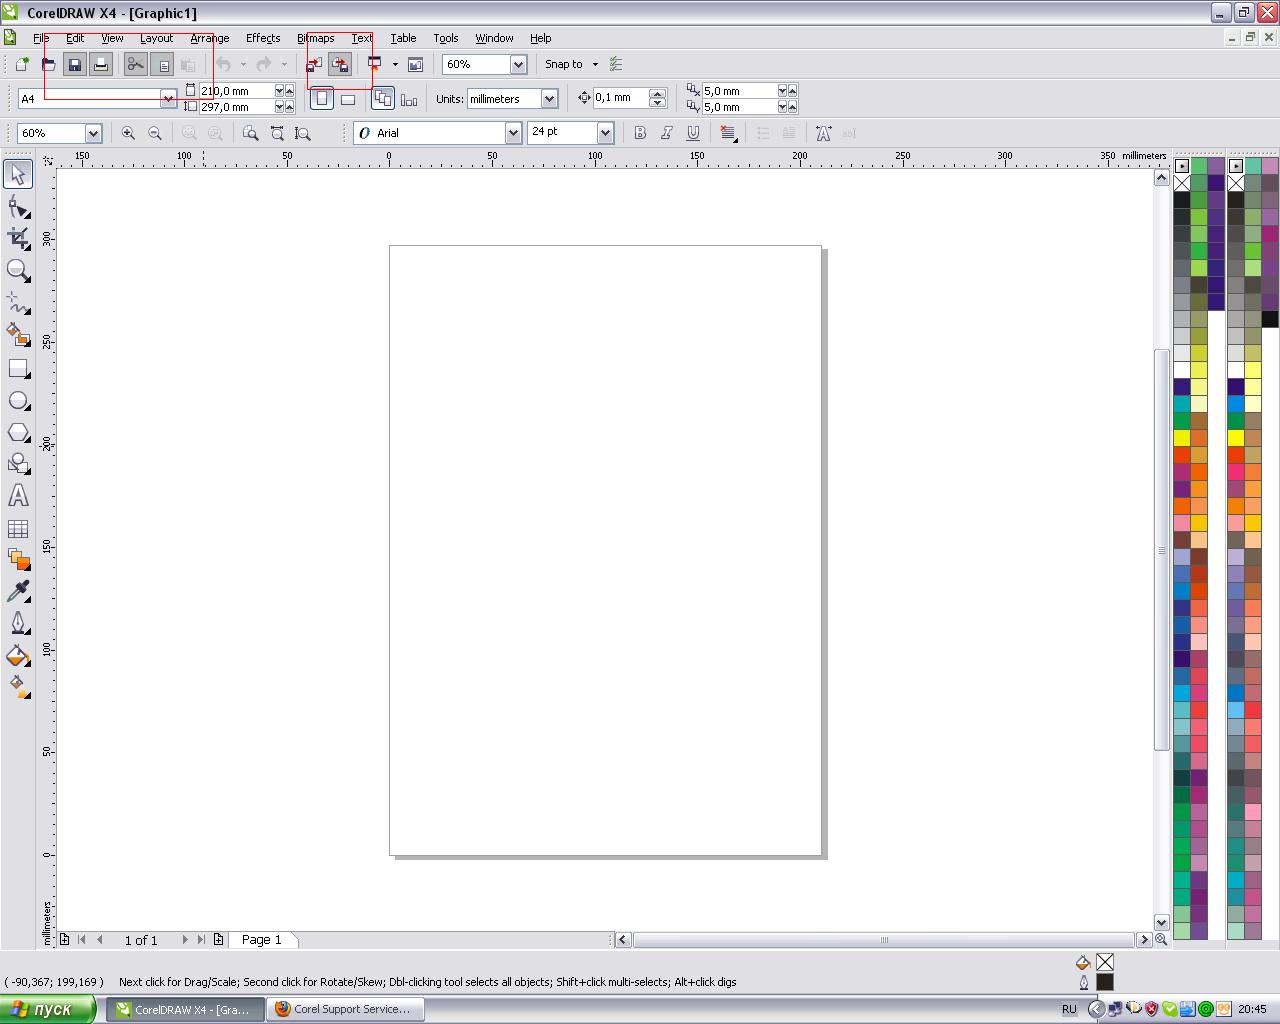 CorelDRAW X4 - [Graphic1]
File Edit View Layout Arrange Effects Bitmaps Text Table Tools Window Help
60% Snap to
A4 210,0 mm 297,0 mm Units: millimeters 0,1 mm 5,0 mm 5,0 mm
60% Arial 24 pt B I U
150 100 50 0 50 100 150 200 250 300 350 millimeters
300
250
200
150
100
50
0
millimeters
1 of 1 Page 1
( -90,367; 199,169 ) Next click for Drag/Scale; Second click for Rotate/Skew; Dbl-clicking tool selects all objects; Shift+click multi-selects; Alt+click digs
пуск CorelDRAW X4 - [Gra... Corel Support Service... RU 20:45